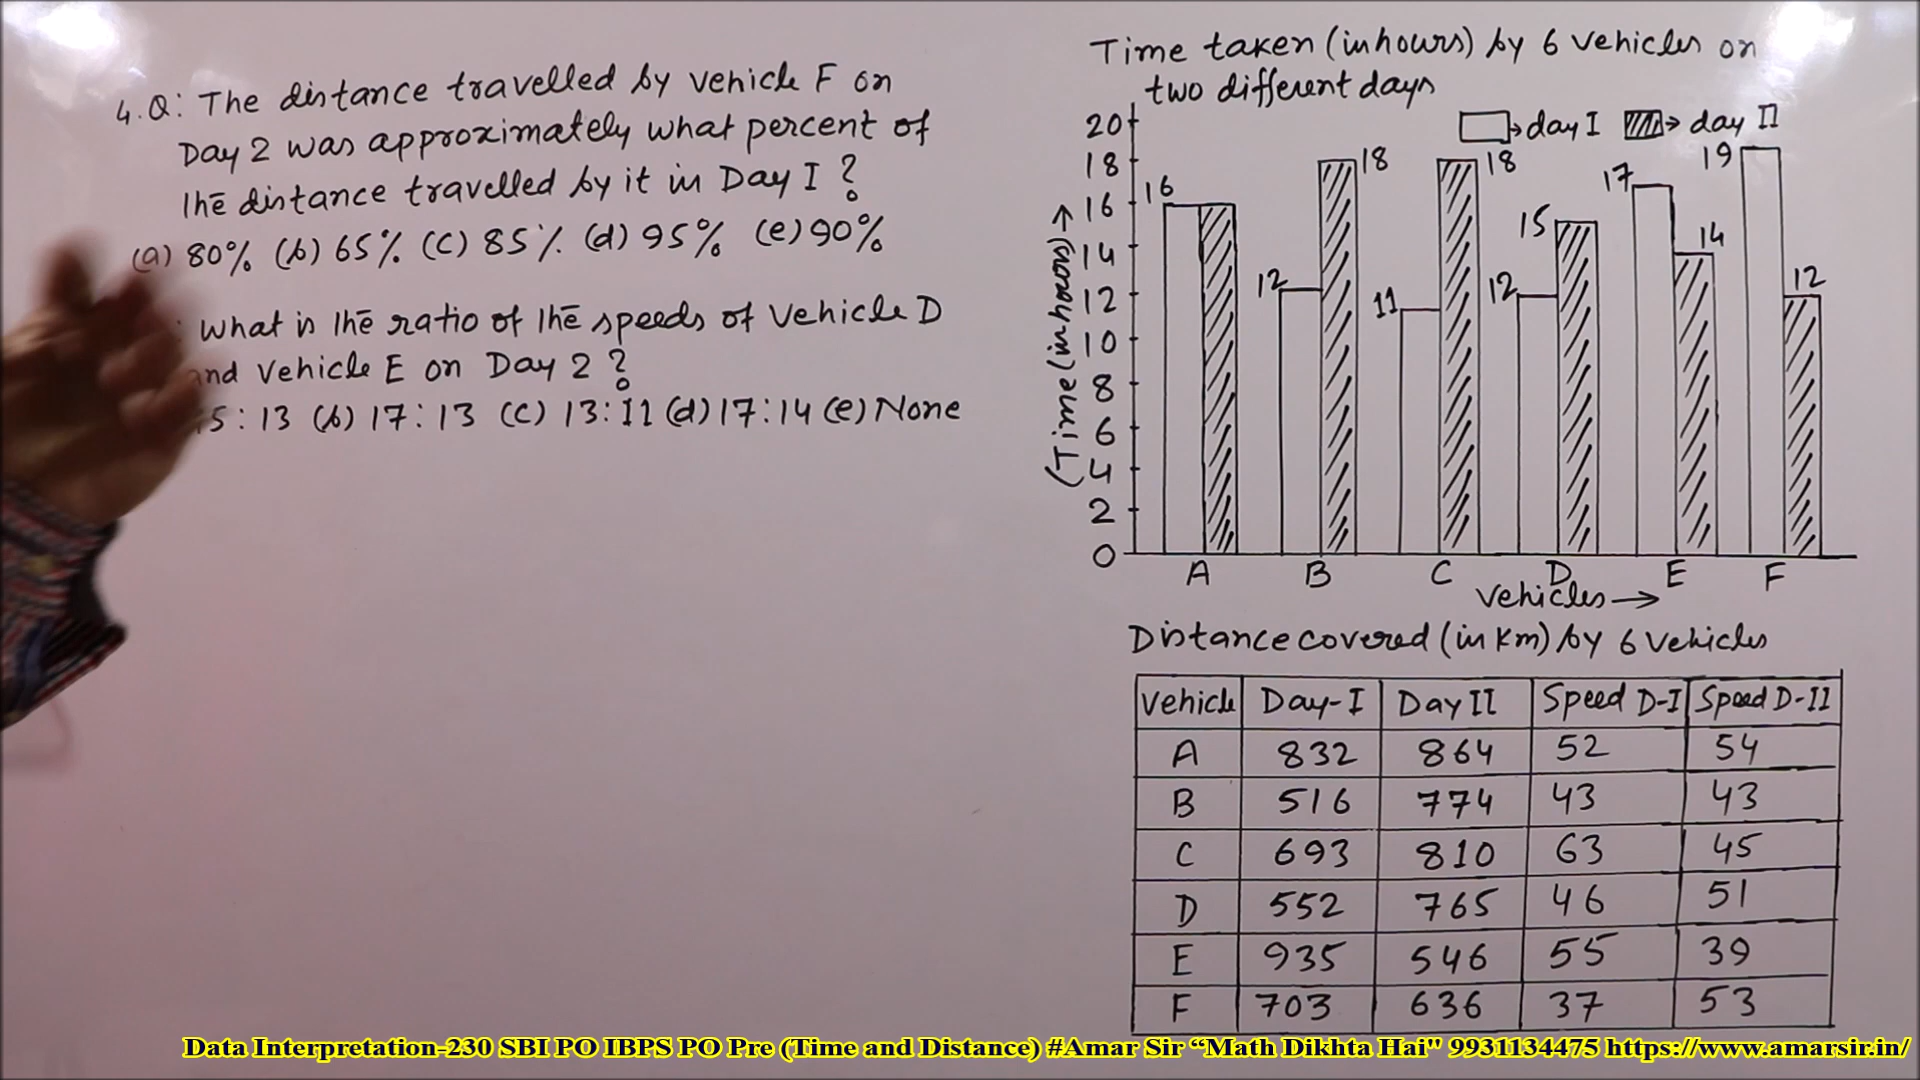 4.Q: The distance travelled by vehicle F on
Day 2 was approximately what percent of
the distance travelled by it in Day I ?
(a) 80% (b) 65% (c) 85% (d) 95% (e) 90%
: What is the ratio of the speeds of Vehicle D
and vehicle E on Day 2 ?
5 : 13 (b) 17 : 13 (c) 13 : 11 (d) 17 : 14 (e) None
Time taken (in hours) by 6 vehicles on
two different days
→ day I → day II
20
18
16
14
12
10
8
6
4
2
0
(Time (in hours) →
16
12 18
11 18
12 15
17 14
19 12
A B C D E F
Vehicles →
Distance covered (in Km) by 6 vehicles
Vehicle Day-I Day II Speed D-I Speed D-II
A 832 864 52 54
B 516 774 43 43
C 693 810 63 45
D 552 765 46 51
E 935 546 55 39
F 703 636 37 53
Data Interpretation-230 SBI PO IBPS PO Pre (Time and Distance) #Amar Sir “Math Dikhta Hai" 9931134475 https://www.amarsir.in/